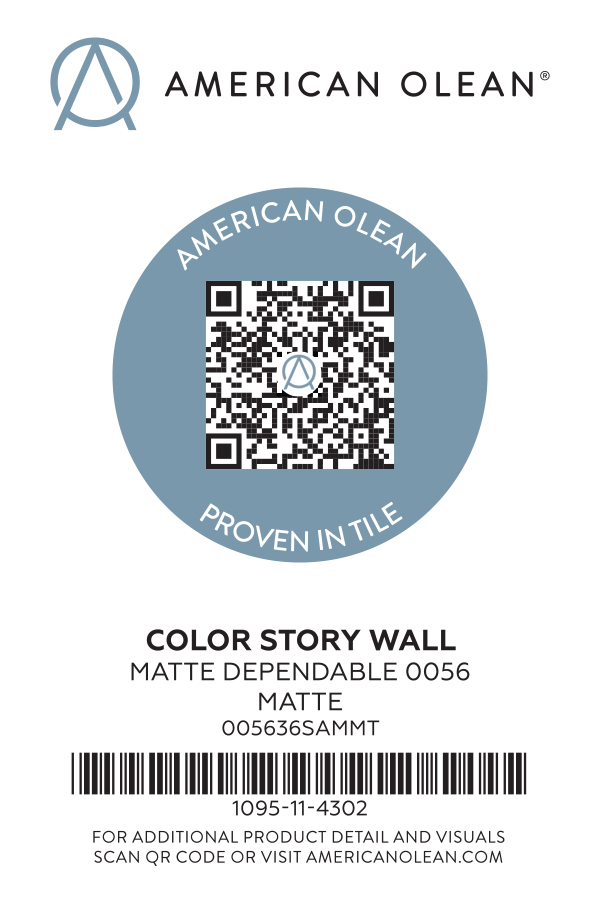 AMERICAN OLEAN®
AMERICAN OLEAN
PROVEN IN TILE
COLOR STORY WALL
MATTE DEPENDABLE 0056
MATTE
005636SAMMT
1095-11-4302
FOR ADDITIONAL PRODUCT DETAIL AND VISUALS
SCAN QR CODE OR VISIT AMERICANOLEAN.COM